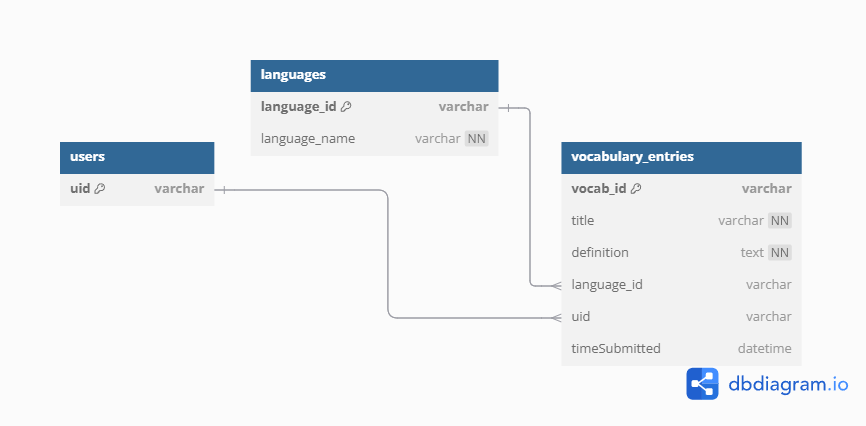 languages
language_id varchar
language_name varchar NN
users
uid varchar
vocabulary_entries
vocab_id varchar
title varchar NN
definition text NN
language_id varchar
uid varchar
timeSubmitted datetime
dbdiagram.io